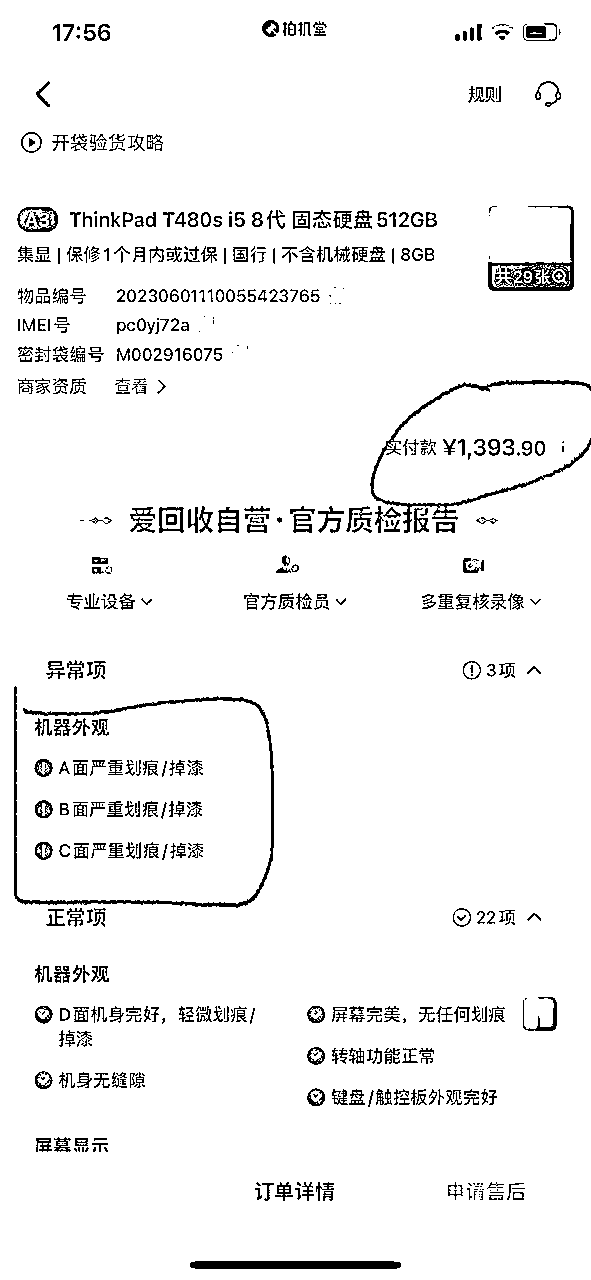 17:56
拍机堂
规则
开袋验货攻略
A3 ThinkPad T480s i5 8代 固态硬盘 512GB
集显 | 保修1个月内或过保 | 国行 | 不含机械硬盘 | 8GB
共29张
物品编号 20230601110055423765
IMEI号 pc0yj72a
密封袋编号 M002916075
商家资质 查看
实付款 ¥1,393.90
爱回收自营·官方质检报告
专业设备 官方质检员 多重复核录像
异常项 3项
机器外观
A面严重划痕/掉漆
B面严重划痕/掉漆
C面严重划痕/掉漆
正常项 22项
机器外观
D面机身完好，轻微划痕/
掉漆
机身无缝隙
屏幕完美，无任何划痕
转轴功能正常
键盘/触控板外观完好
屏幕显示
订单详情 申请售后